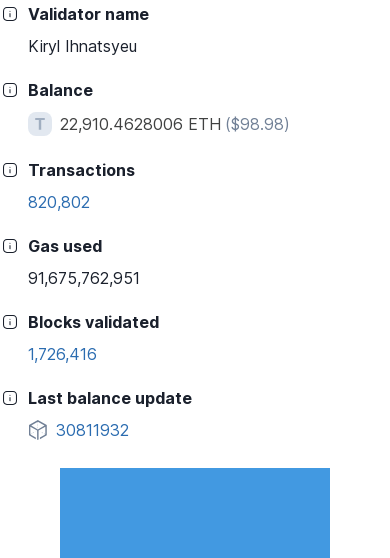 Validator name
Kiryl Ihnatsyeu
Balance
T 22,910.4628006 ETH ($98.98)
Transactions
820,802
Gas used
91,675,762,951
Blocks validated
1,726,416
Last balance update
30811932